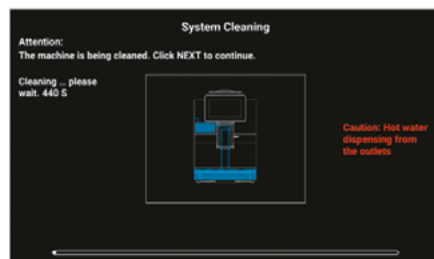 System Cleaning
Attention:
The machine is being cleaned. Click NEXT to continue.
Cleaning ... please
wait. 440 S
Caution: Hot water
dispensing from
the outlets